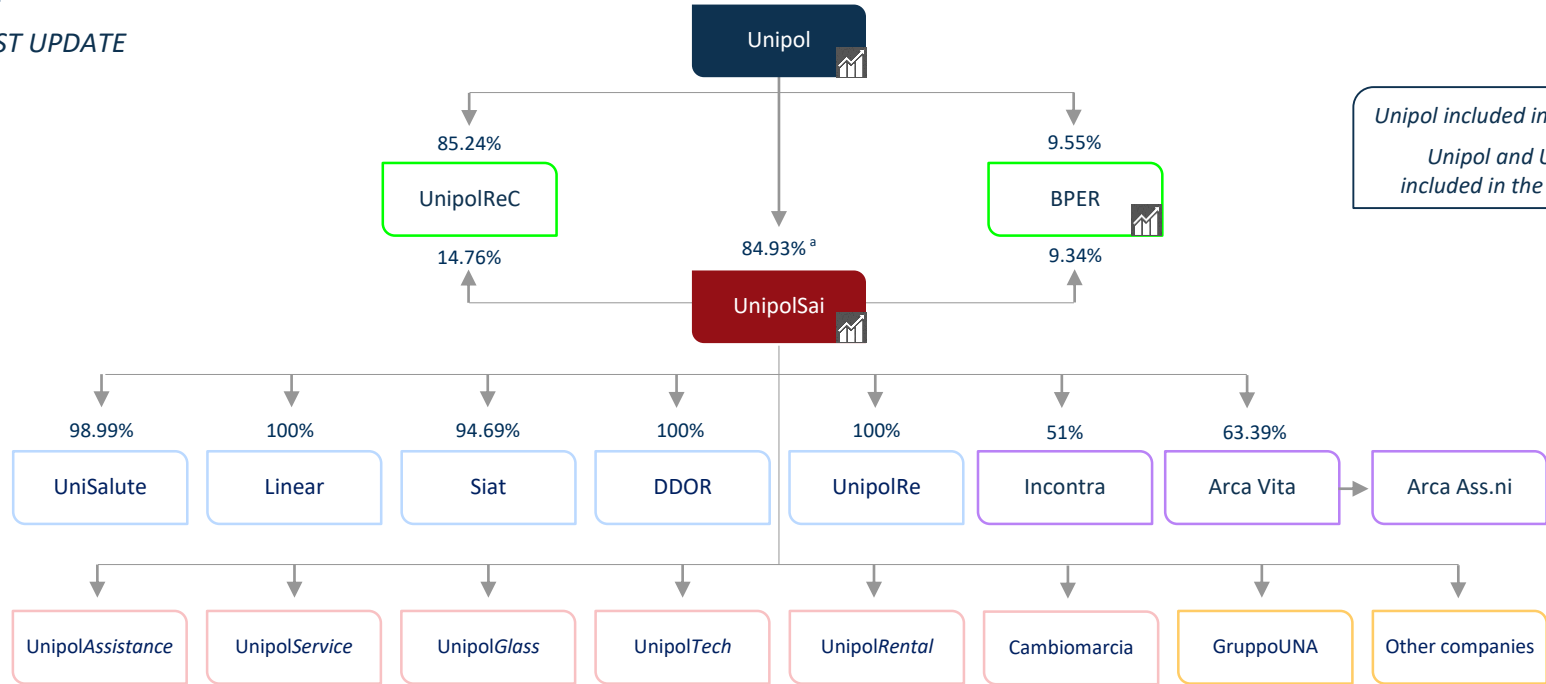 ST UPDATE
Unipol
Unipol included in
Unipol and U
included in the
85.24%
9.55%
UnipolReC
BPER
14.76%
84.93% a
9.34%
UnipolSai
98.99%
100%
94.69%
100%
100%
51%
63.39%
UniSalute
Linear
Siat
DDOR
UnipolRe
Incontra
Arca Vita
Arca Ass.ni
UnipolAssistance
UnipolService
UnipolGlass
UnipolTech
UnipolRental
Cambiomarcia
GruppoUNA
Other companies